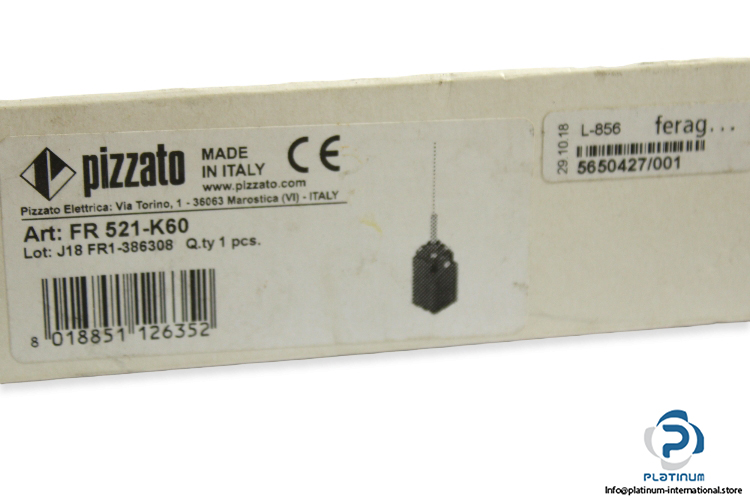 pizzato
MADE
IN ITALY
CE
www.pizzato.com
Pizzato Elettrica: Via Torino, 1 - 36063 Marostica (VI) - ITALY
Art: FR 521-K60
Lot: J18 FR1-386308 Q.ty 1 pcs.
8 018851 126352
29.10.18
L-856 ferag...
5650427/001
PLATINUM
Info@platinum-international.store